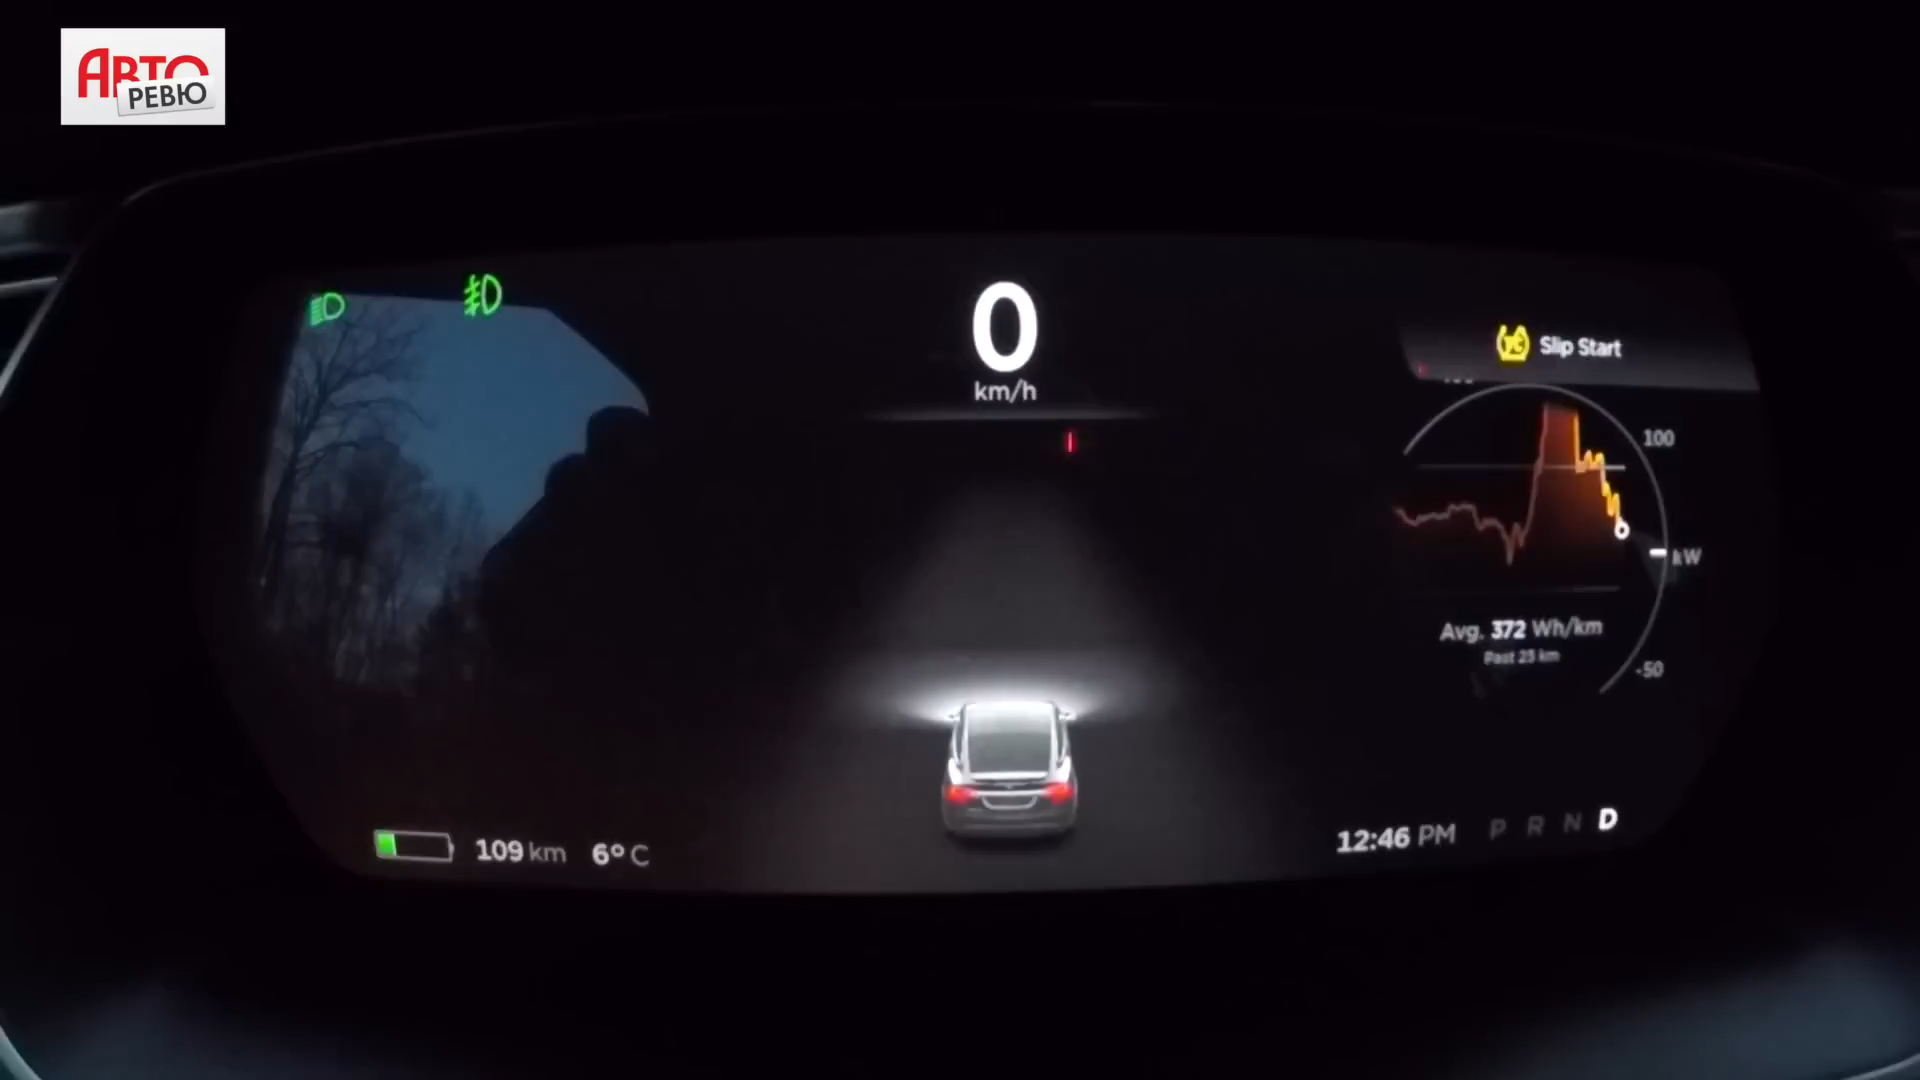 АВТО
РЕВЮ
0
km/h
Slip Start
100
kW
Avg. 372 Wh/km
Past 23 km
-50
109 km 6° C
12:46 PM P R N D